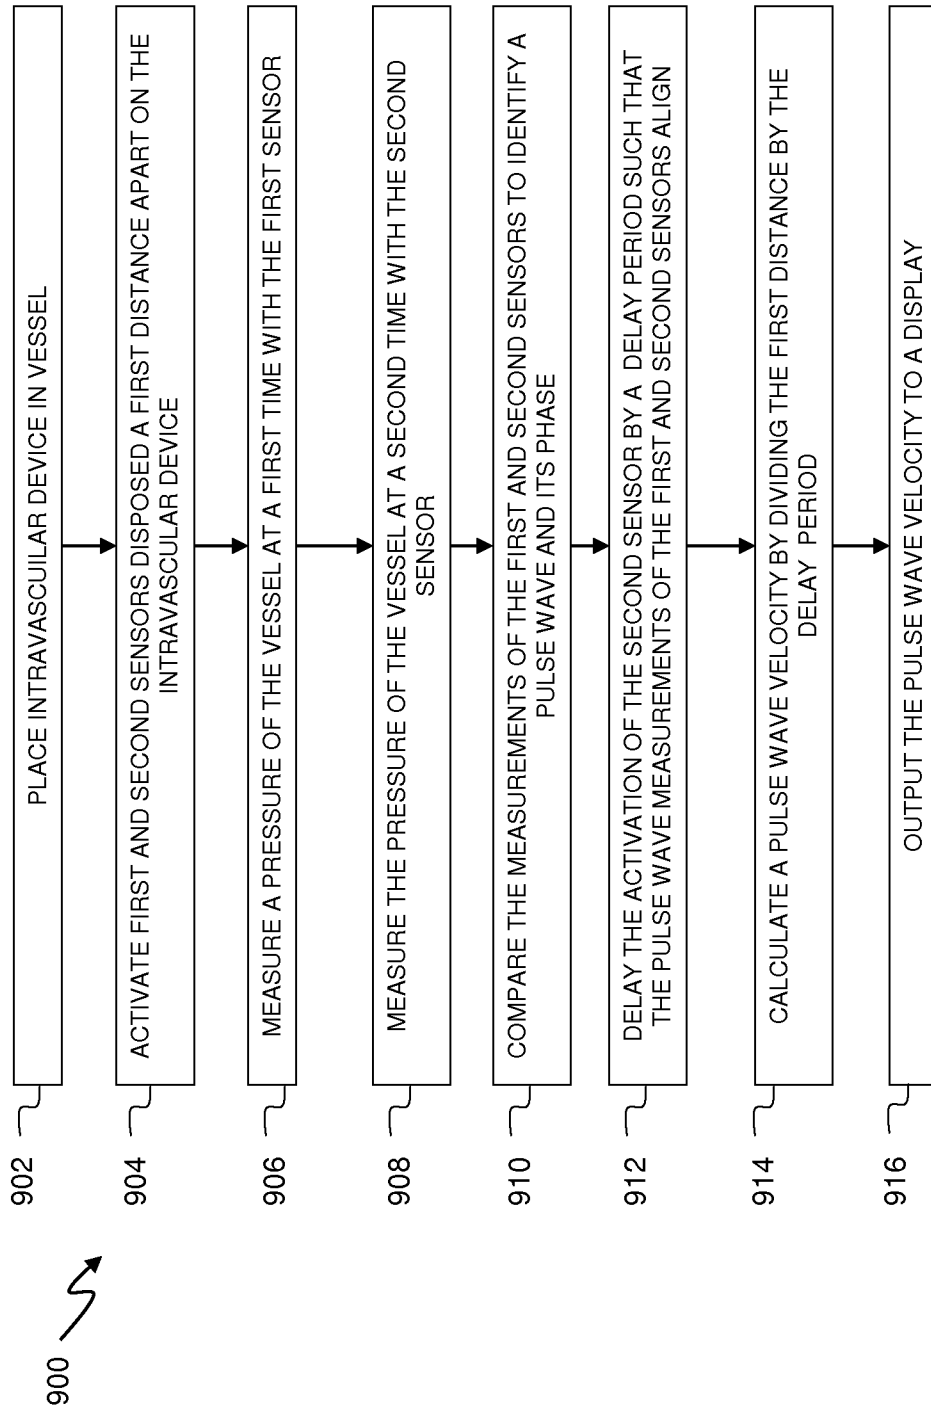 900
902
PLACE INTRAVASCUILAR DEVICE IN VESSEL
904
ACTIVATE FIRST AND SECOND SENSORS DISPOSED A FIRST DISTANCE APART ON THE
INTRAVASCULAR DEVICE
906
MEASURE A PRESSURE OF THE VESSEL AT A FIRST TIME WITH THE FIRST SENSOR
908
MEASURE THE PRESSURE OF THE VESSEL AT A SECOND TIME WITH THE SECOND
SENSOR
910
COMPARE THE MEASUREMENTS OF THE FIRST AND SECOND SENSORS TO IDENTIFY A
PULSE WAVE AND ITS PHASE
912
DELAY THE ACTIVATION OF THE SECOND SENSOR BY A DELAY PERIOD SUCH THAT
THE PULSE WAVE MEASUREMENTS OF THE FIRST AND SECOND SENSORS ALIGN
914
CALCULATE A PULSE WAVE VELOCITY BY DIVIDING THE FIRST DISTANCE BY THE
DELAY PERIOD
916
OUTPUT THE PULSE WAVE VELOCITY TO A DISPLAY